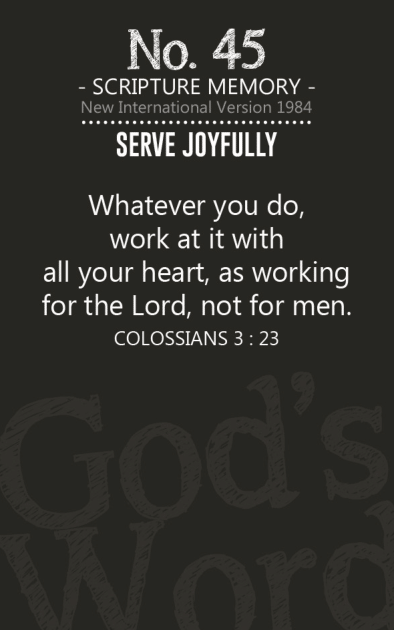 No. 45
- SCRIPTURE MEMORY -
New International Version 1984
SERVE JOYFULLY
Whatever you do,
work at it with
all your heart, as working
for the Lord, not for men.
COLOSSIANS 3 : 23
God's
Word